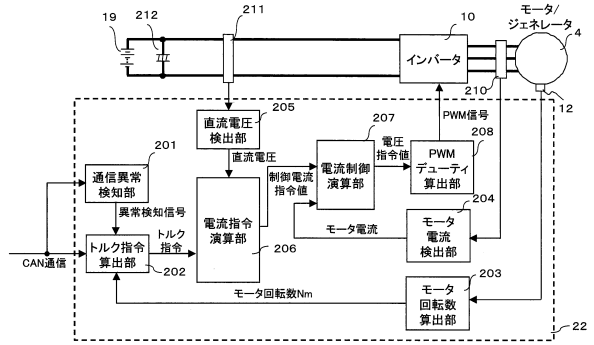 モータ/
ジェネレータ
19
212
211
10
4
インバータ
210
12
PWM信号
205
直流電圧
検出部
直流電圧
201
通信異常
検知部
異常検知信号
制御電流
指令値
207
電流制御
演算部
電圧
指令値
208
PWM
デューティ
算出部
電流指令
演算部
206
トルク
指令
トルク指令
算出部
202
CAN通信
204
モータ
電流
検出部
モータ電流
203
モータ
回転数
算出部
モータ回転数Nm
22